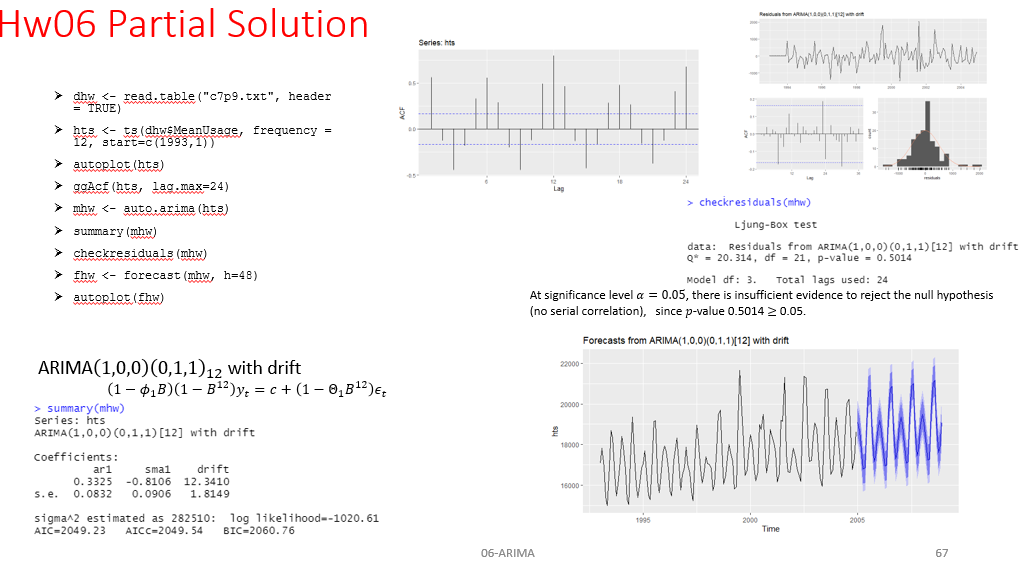 Hw06 Partial Solution
➢ dhw <- read.table("c7p9.txt", header
= TRUE)
➢ hts <- ts(dhw$MeanUsage, frequency =
12, start=c(1993,1))
➢ autoplot(hts)
➢ ggAcf(hts, lag.max=24)
➢ mhw <- auto.arima(hts)
➢ summary(mhw)
➢ checkresiduals(mhw)
➢ fhw <- forecast(mhw, h=48)
➢ autoplot(fhw)
ARIMA(1,0,0)(0,1,1)₁₂ with drift
(1 − ϕ₁B)(1 − B¹²)yₜ = c + (1 − Θ₁B¹²)ϵₜ
> summary(mhw)
Series: hts
ARIMA(1,0,0)(0,1,1)[12] with drift
Coefficients:
ar1 sma1 drift
0.3325 -0.8106 12.3410
s.e. 0.0832 0.0906 1.8149
sigma^2 estimated as 282510: log likelihood=-1020.61
AIC=2049.23 AICc=2049.54 BIC=2060.76
Series: hts
ACF
0.5
0.0
-0.5
6 12 18 24
Lag
Residuals from ARIMA(1,0,0)(0,1,1)[12] with drift
ACF
Lag
residuals
> checkresiduals(mhw)
Ljung-Box test
data: Residuals from ARIMA(1,0,0)(0,1,1)[12] with drift
Q* = 20.314, df = 21, p-value = 0.5014
Model df: 3. Total lags used: 24
At significance level α = 0.05, there is insufficient evidence to reject the null hypothesis
(no serial correlation), since p-value 0.5014 ≥ 0.05.
Forecasts from ARIMA(1,0,0)(0,1,1)[12] with drift
hts
22000
20000
18000
16000
1995 2000 2005
Time
06-ARIMA
67